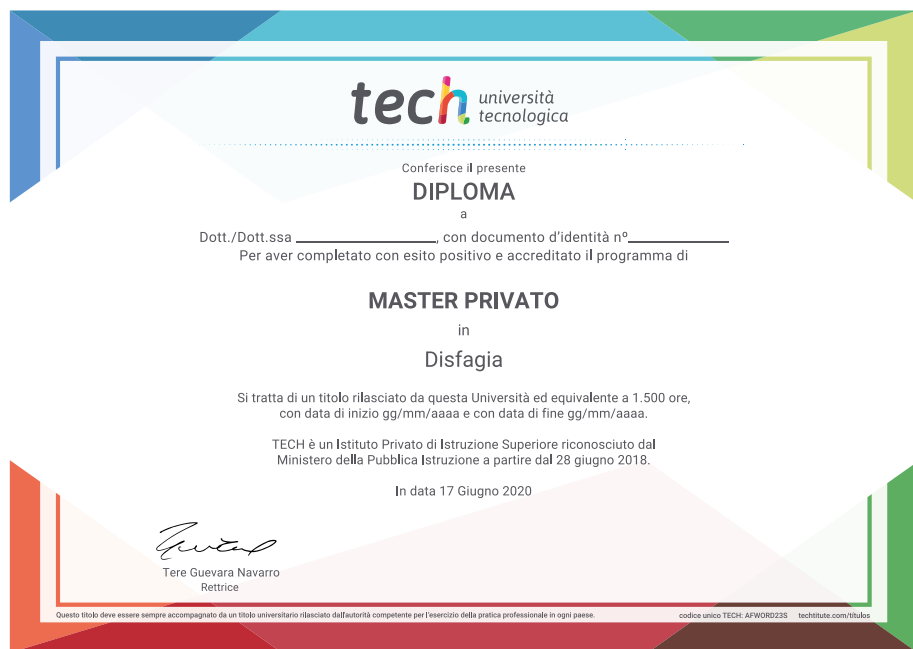 tech università
tecnologica
Conferisce il presente
DIPLOMA
a
Dott./Dott.ssa ________________, con documento d'identità nº____________
Per aver completato con esito positivo e accreditato il programma di
MASTER PRIVATO
in
Disfagia
Si tratta di un titolo rilasciato da questa Università ed equivalente a 1.500 ore,
con data di inizio gg/mm/aaaa e con data di fine gg/mm/aaaa.
TECH è un Istituto Privato di Istruzione Superiore riconosciuto dal
Ministero della Pubblica Istruzione a partire dal 28 giugno 2018.
In data 17 Giugno 2020
Tere Guevara Navarro
Rettrice
Questo titolo deve essere sempre accompagnato da un titolo universitario rilasciato dall'autorità competente per l'esercizio della pratica professionale in ogni paese. codice unico TECH: AFWORD23S techtitute.com/titulos